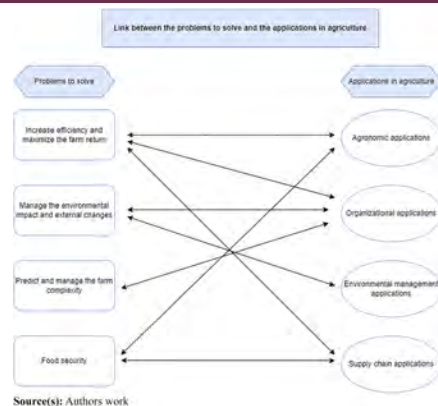 Link between the problems to solve and the applications in agriculture
Problems to solve
Applications in agriculture
Increase efficiency and
maximize the farm return
Agronomic applications
Manage the environmental
impact and external changes
Organizational applications
Predict and manage the farm
complexity
Environmental management
applications
Food security
Supply chain applications
Source(s): Authors work